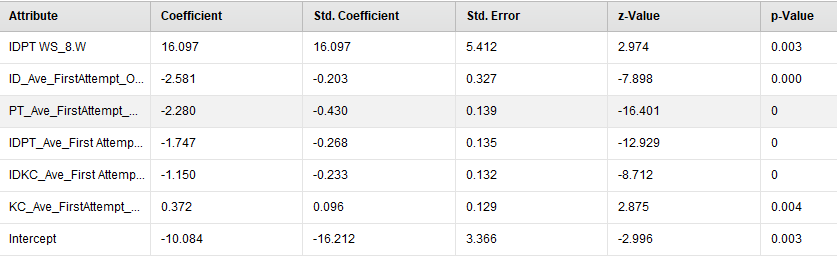 Attribute Coefficient Std. Coefficient Std. Error z-Value p-Value
IDPT WS_8.W 16.097 16.097 5.412 2.974 0.003
ID_Ave_FirstAttempt_O... -2.581 -0.203 0.327 -7.898 0.000
PT_Ave_FirstAttempt_... -2.280 -0.430 0.139 -16.401 0
IDPT_Ave_First Attemp... -1.747 -0.268 0.135 -12.929 0
IDKC_Ave_First Attemp... -1.150 -0.233 0.132 -8.712 0
KC_Ave_FirstAttempt_... 0.372 0.096 0.129 2.875 0.004
Intercept -10.084 -16.212 3.366 -2.996 0.003